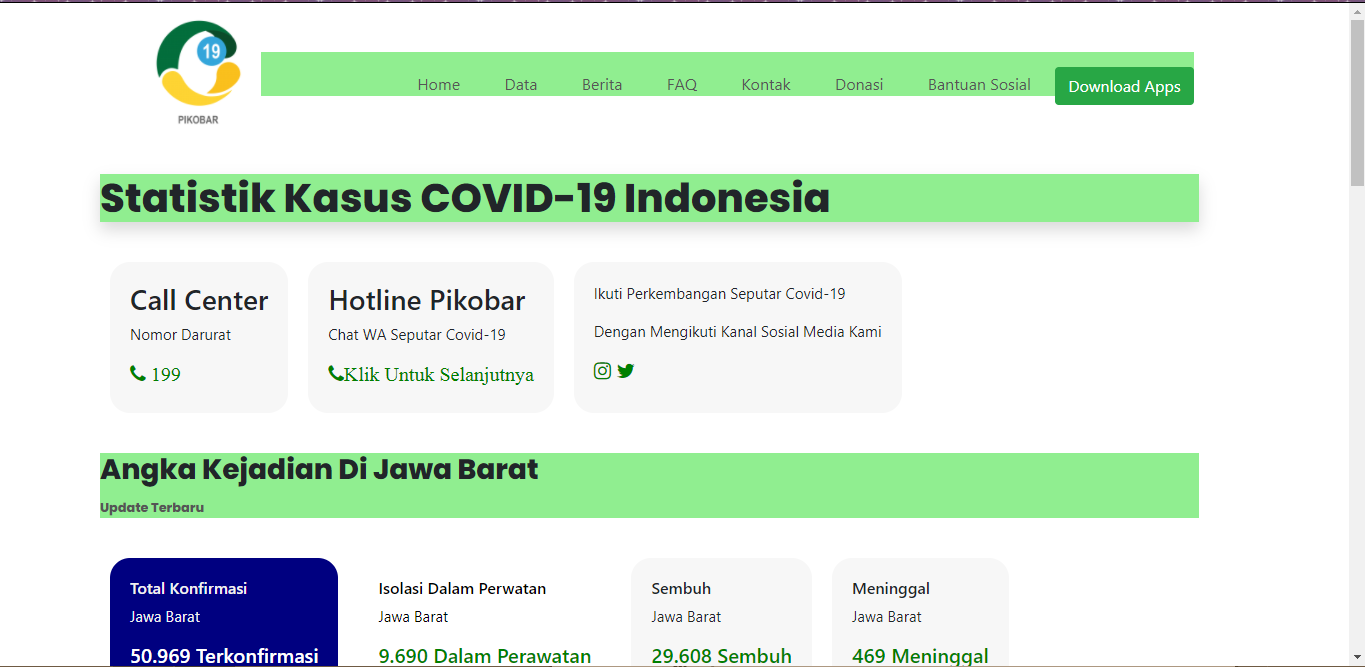 19
PIKOBAR
Home Data Berita FAQ Kontak Donasi Bantuan Sosial Download Apps
Statistik Kasus COVID-19 Indonesia
Call Center
Nomor Darurat
199
Hotline Pikobar
Chat WA Seputar Covid-19
Klik Untuk Selanjutnya
Ikuti Perkembangan Seputar Covid-19
Dengan Mengikuti Kanal Sosial Media Kami
Angka Kejadian Di Jawa Barat
Update Terbaru
Total Konfirmasi
Jawa Barat
50.969 Terkonfirmasi
Isolasi Dalam Perwatan
Jawa Barat
9.690 Dalam Perawatan
Sembuh
Jawa Barat
29.608 Sembuh
Meninggal
Jawa Barat
469 Meninggal